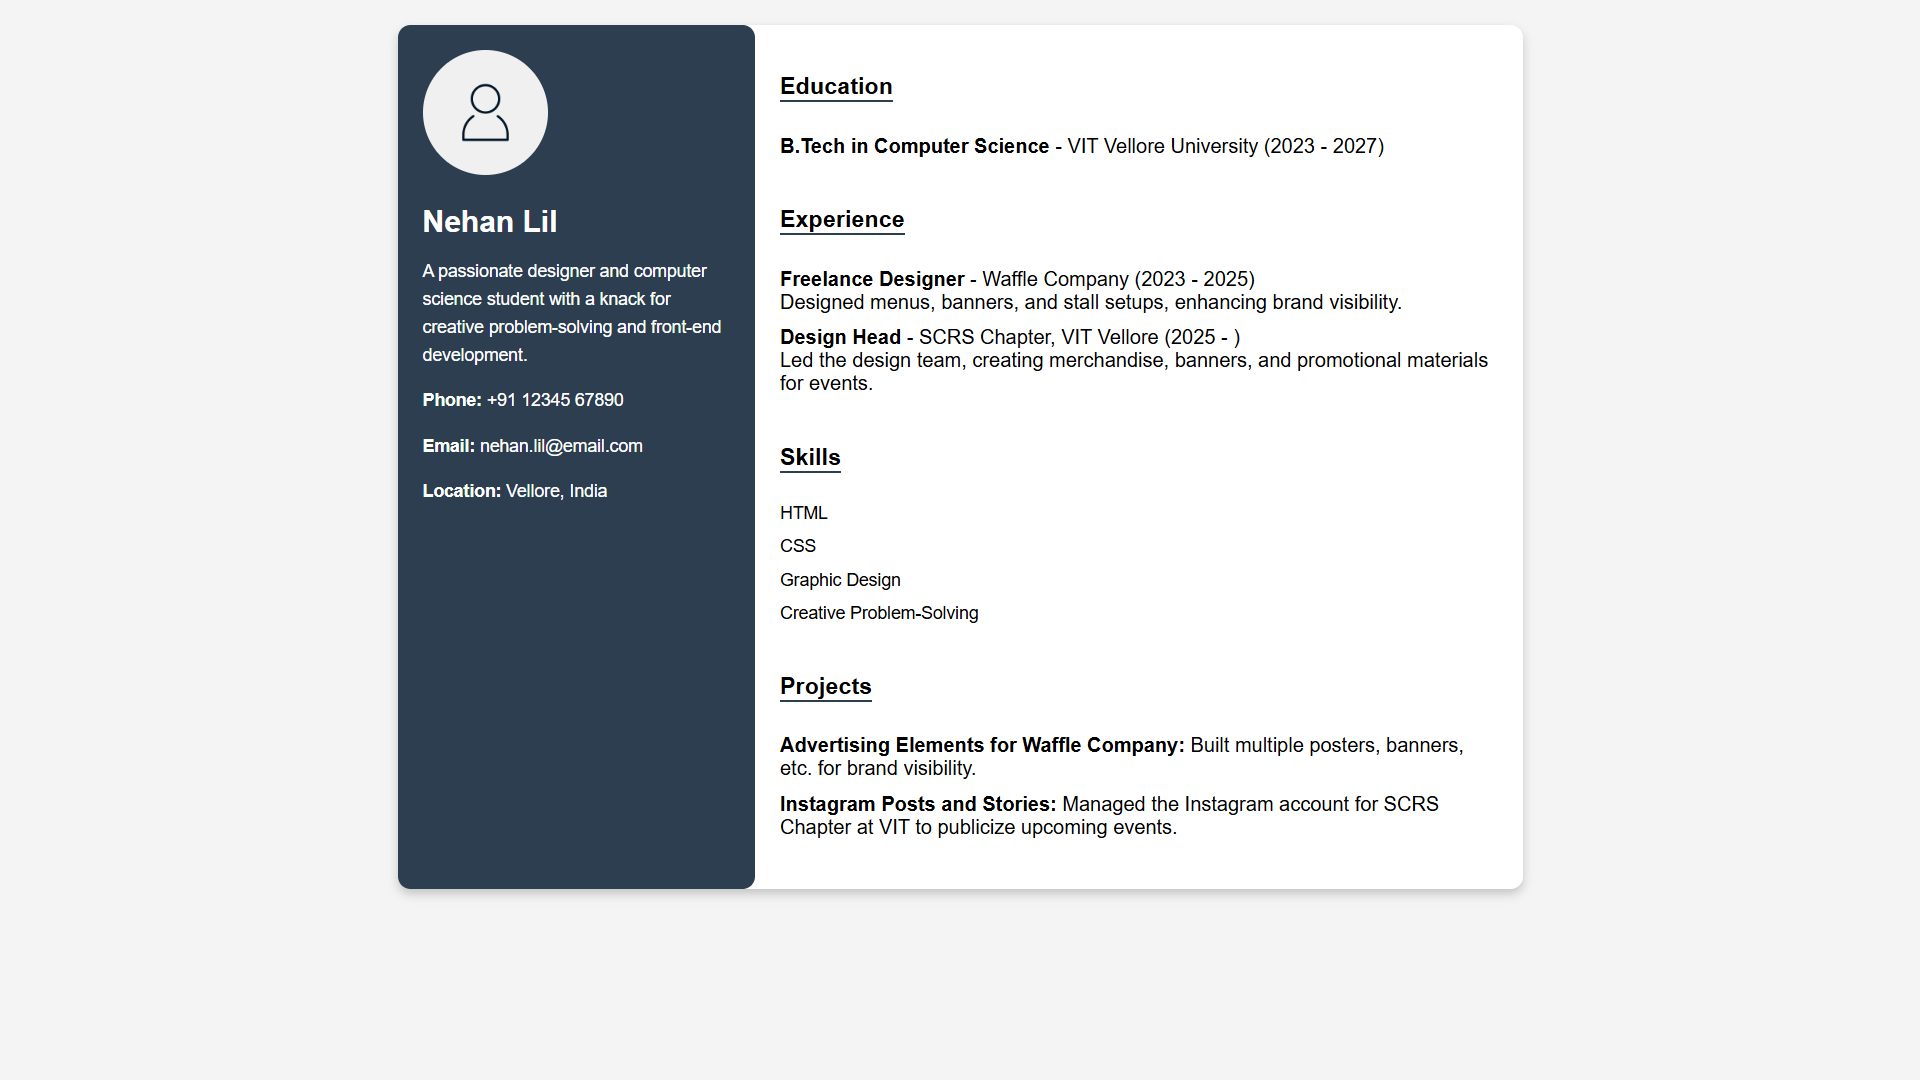 Nehan Lil
A passionate designer and computer
science student with a knack for
creative problem-solving and front-end
development.
Phone: +91 12345 67890
Email: nehan.lil@email.com
Location: Vellore, India
Education
B.Tech in Computer Science - VIT Vellore University (2023 - 2027)
Experience
Freelance Designer - Waffle Company (2023 - 2025)
Designed menus, banners, and stall setups, enhancing brand visibility.
Design Head - SCRS Chapter, VIT Vellore (2025 - )
Led the design team, creating merchandise, banners, and promotional materials
for events.
Skills
HTML
CSS
Graphic Design
Creative Problem-Solving
Projects
Advertising Elements for Waffle Company: Built multiple posters, banners,
etc. for brand visibility.
Instagram Posts and Stories: Managed the Instagram account for SCRS
Chapter at VIT to publicize upcoming events.